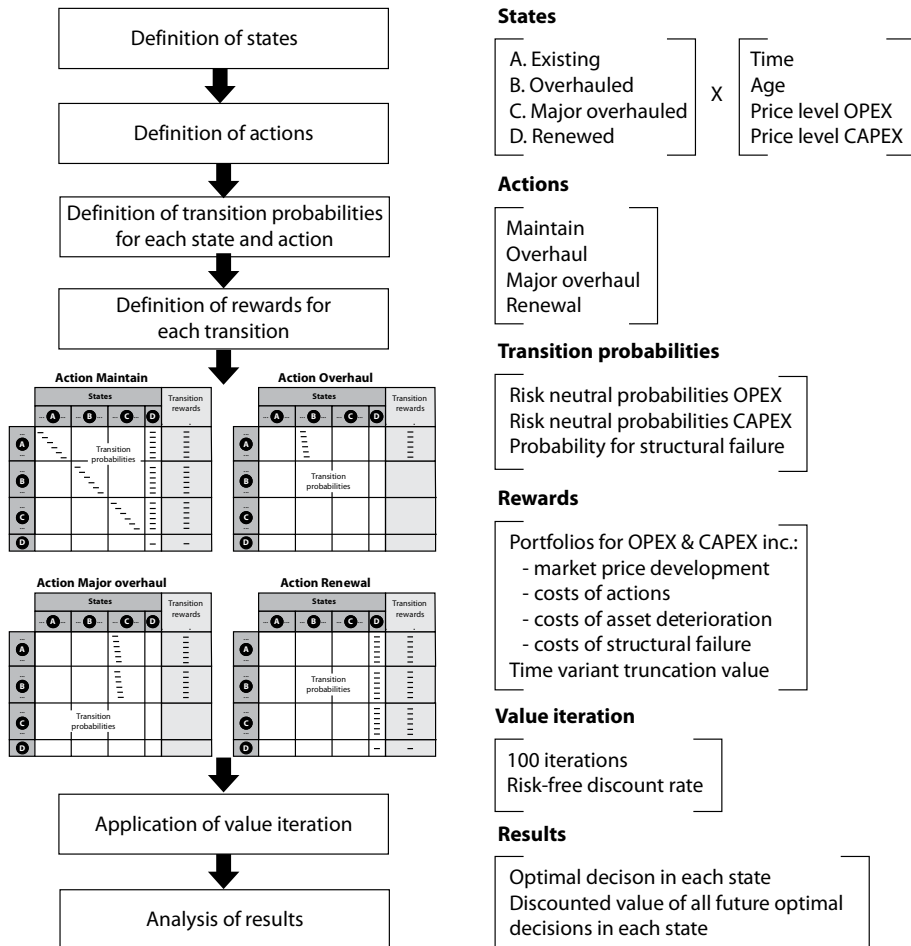 Definition of states
Definition of actions
Definition of transition probabilities
for each state and action
Definition of rewards for
each transition
Action Maintain
States
Transition
rewards
... A ... ... B ... ... C ... D
...
A
...
...
B
...
...
C
...
D
Transition
probabilities
Action Overhaul
States
Transition
rewards
... A ... ... B ... ... C ... D
...
A
...
...
B
...
...
C
...
D
Transition
probabilities
Action Major overhaul
States
Transition
rewards
... A ... ... B ... ... C ... D
...
A
...
...
B
...
...
C
...
D
Transition
probabilities
Action Renewal
States
Transition
rewards
... A ... ... B ... ... C ... D
...
A
...
...
B
...
...
C
...
D
Transition
probabilities
Application of value iteration
Analysis of results
States
A. Existing
B. Overhauled
C. Major overhauled
D. Renewed
X
Time
Age
Price level OPEX
Price level CAPEX
Actions
Maintain
Overhaul
Major overhaul
Renewal
Transition probabilities
Risk neutral probabilities OPEX
Risk neutral probabilities CAPEX
Probability for structural failure
Rewards
Portfolios for OPEX & CAPEX inc.:
- market price development
- costs of actions
- costs of asset deterioration
- costs of structural failure
Time variant truncation value
Value iteration
100 iterations
Risk-free discount rate
Results
Optimal decison in each state
Discounted value of all future optimal
decisions in each state